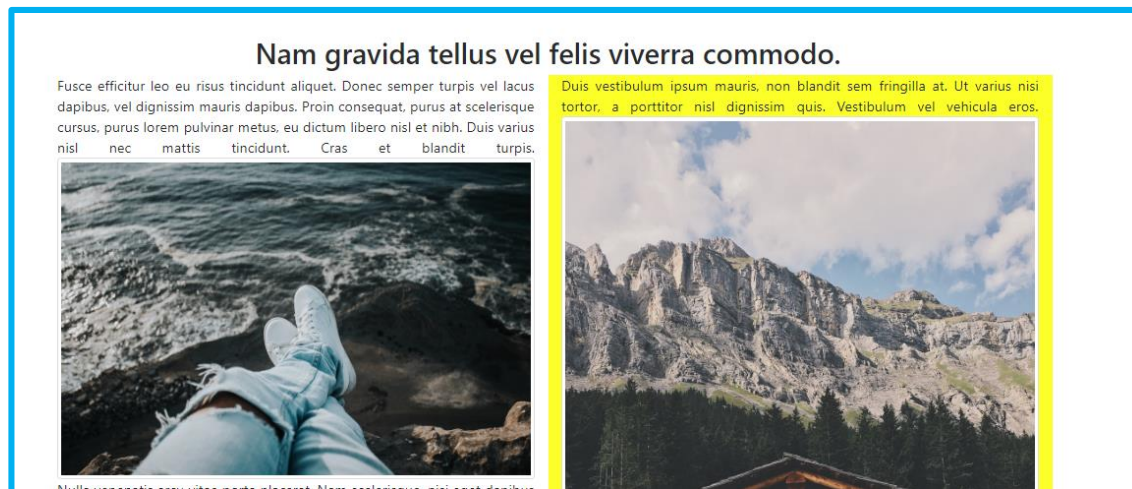 Nam gravida tellus vel felis viverra commodo.
Fusce efficitur leo eu risus tincidunt aliquet. Donec semper turpis vel lacus
dapibus, vel dignissim mauris dapibus. Proin consequat, purus at scelerisque
cursus, purus lorem pulvinar metus, eu dictum libero nisl et nibh. Duis varius
nisl nec mattis tincidunt. Cras et blandit turpis.
Duis vestibulum ipsum mauris, non blandit sem fringilla at. Ut varius nisi
tortor, a porttitor nisl dignissim quis. Vestibulum vel vehicula eros.